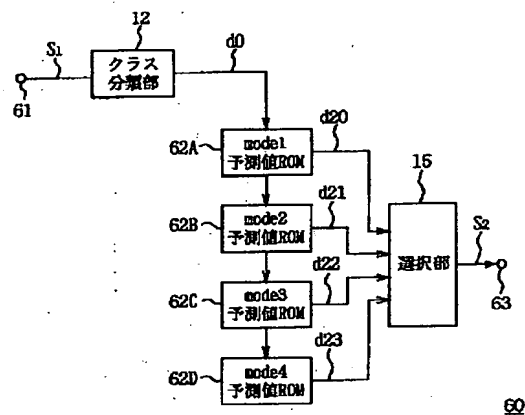 12
S1
クラス
分類部
d0
61
62A
mode1
予測値ROM
d20
62B
mode2
予測値ROM
d21
16
選択部
S2
63
62C
mode3
予測値ROM
d22
62D
mode4
予測値ROM
d23
60